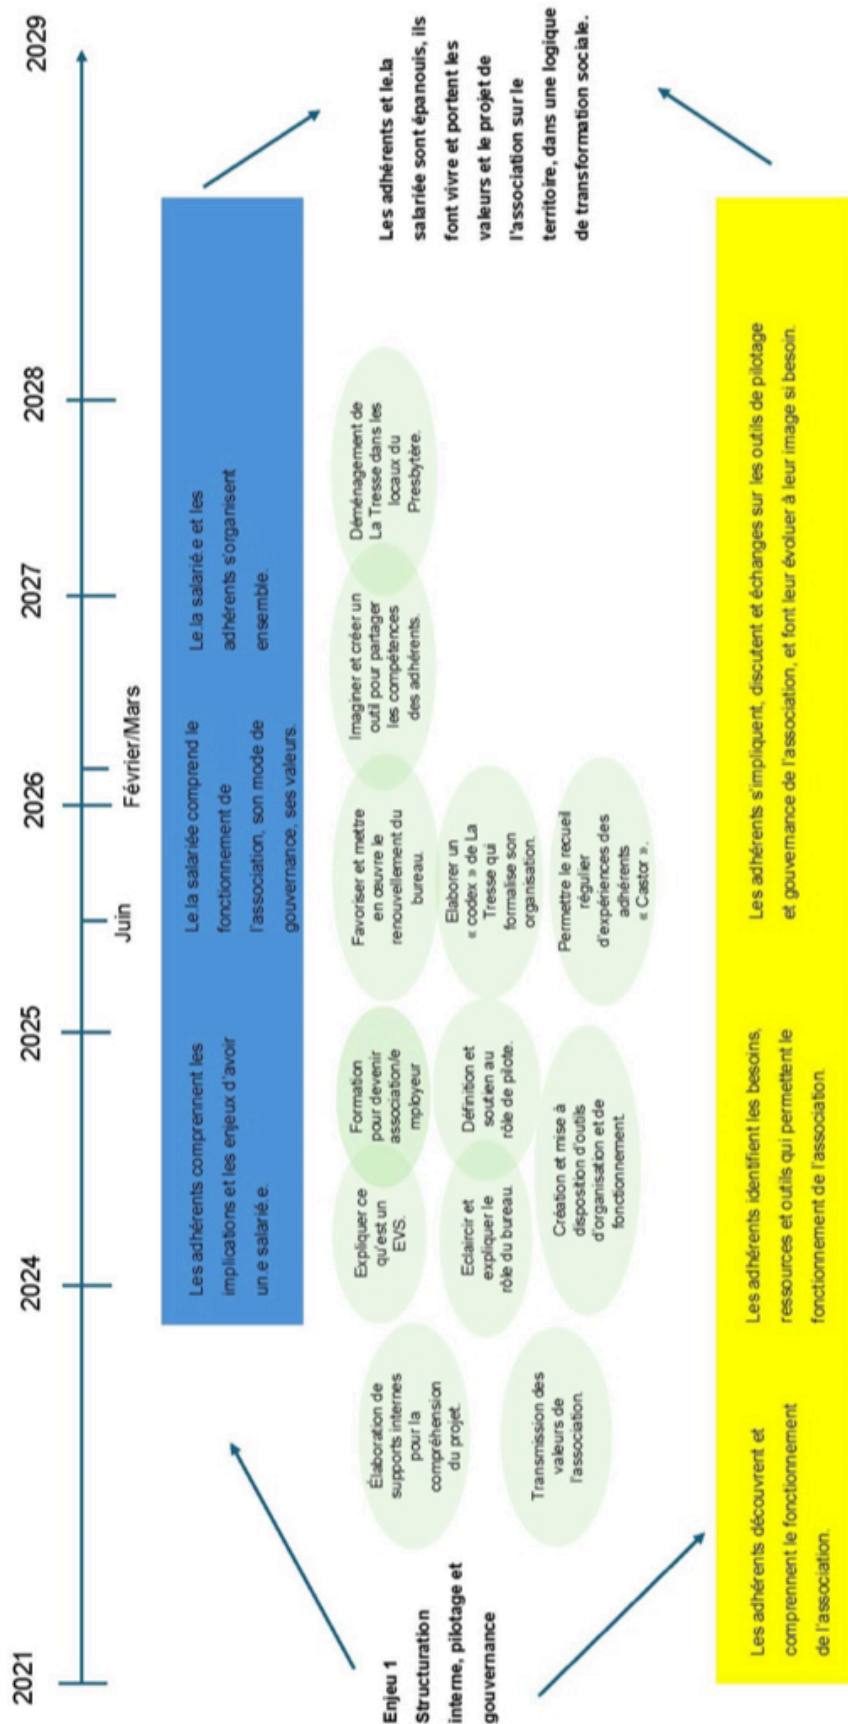 2021
2024
2025
2026
2027
2028
2029
Juin
Février/Mars
Les adhérents comprennent les
implications et les enjeux d'avoir
un.e salarié.e.
Le.la salariée comprend le
fonctionnement de
l'association, son mode de
gouvernance, ses valeurs.
Le.la salarié.e et les
adhérents s'organisent
ensemble.
Enjeu 1
Structuration
interne, pilotage et
gouvernance
Élaboration de
supports internes
pour la
compréhension
du projet.
Transmission des
valeurs de
l'association.
Expliquer ce
qu'est un
EVS.
Eclaircir et
expliquer le
rôle du bureau.
Formation
pour devenir
association/e
mployeur
Définition et
soutien au
rôle de pilote.
Création et mise à
disposition d'outils
d'organisation et de
fonctionnement.
Favoriser et mettre
en œuvre le
renouvellement du
bureau.
Elaborer un
« codex » de La
Tresse qui
formalise son
organisation.
Permettre le recueil
régulier
d'expériences des
adhérents
« Castor ».
Imaginer et créer un
outil pour partager
les compétences
des adhérents.
Déménagement de
La Tresse dans les
locaux du
Presbytère.
Les adhérents et le.la
salariée sont épanouis, ils
font vivre et portent les
valeurs et le projet de
l'association sur le
territoire, dans une logique
de transformation sociale.
Les adhérents découvrent et
comprennent le fonctionnement
de l'association.
Les adhérents identifient les besoins,
ressources et outils qui permettent le
fonctionnement de l'association.
Les adhérents s'impliquent, discutent et échanges sur les outils de pilotage
et gouvernance de l'association, et font leur évoluer à leur image si besoin.